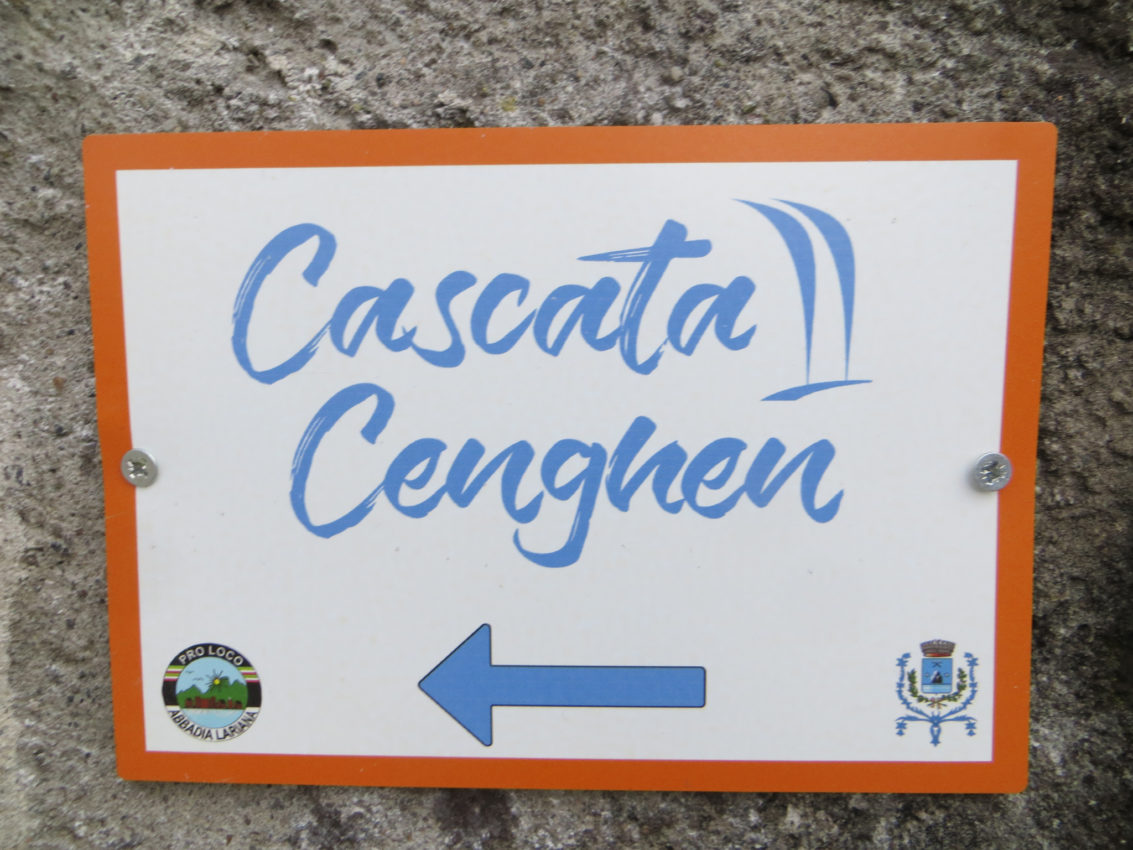 Cascata
Cenghen
PRO LOCO
ABBADIA LARIANA